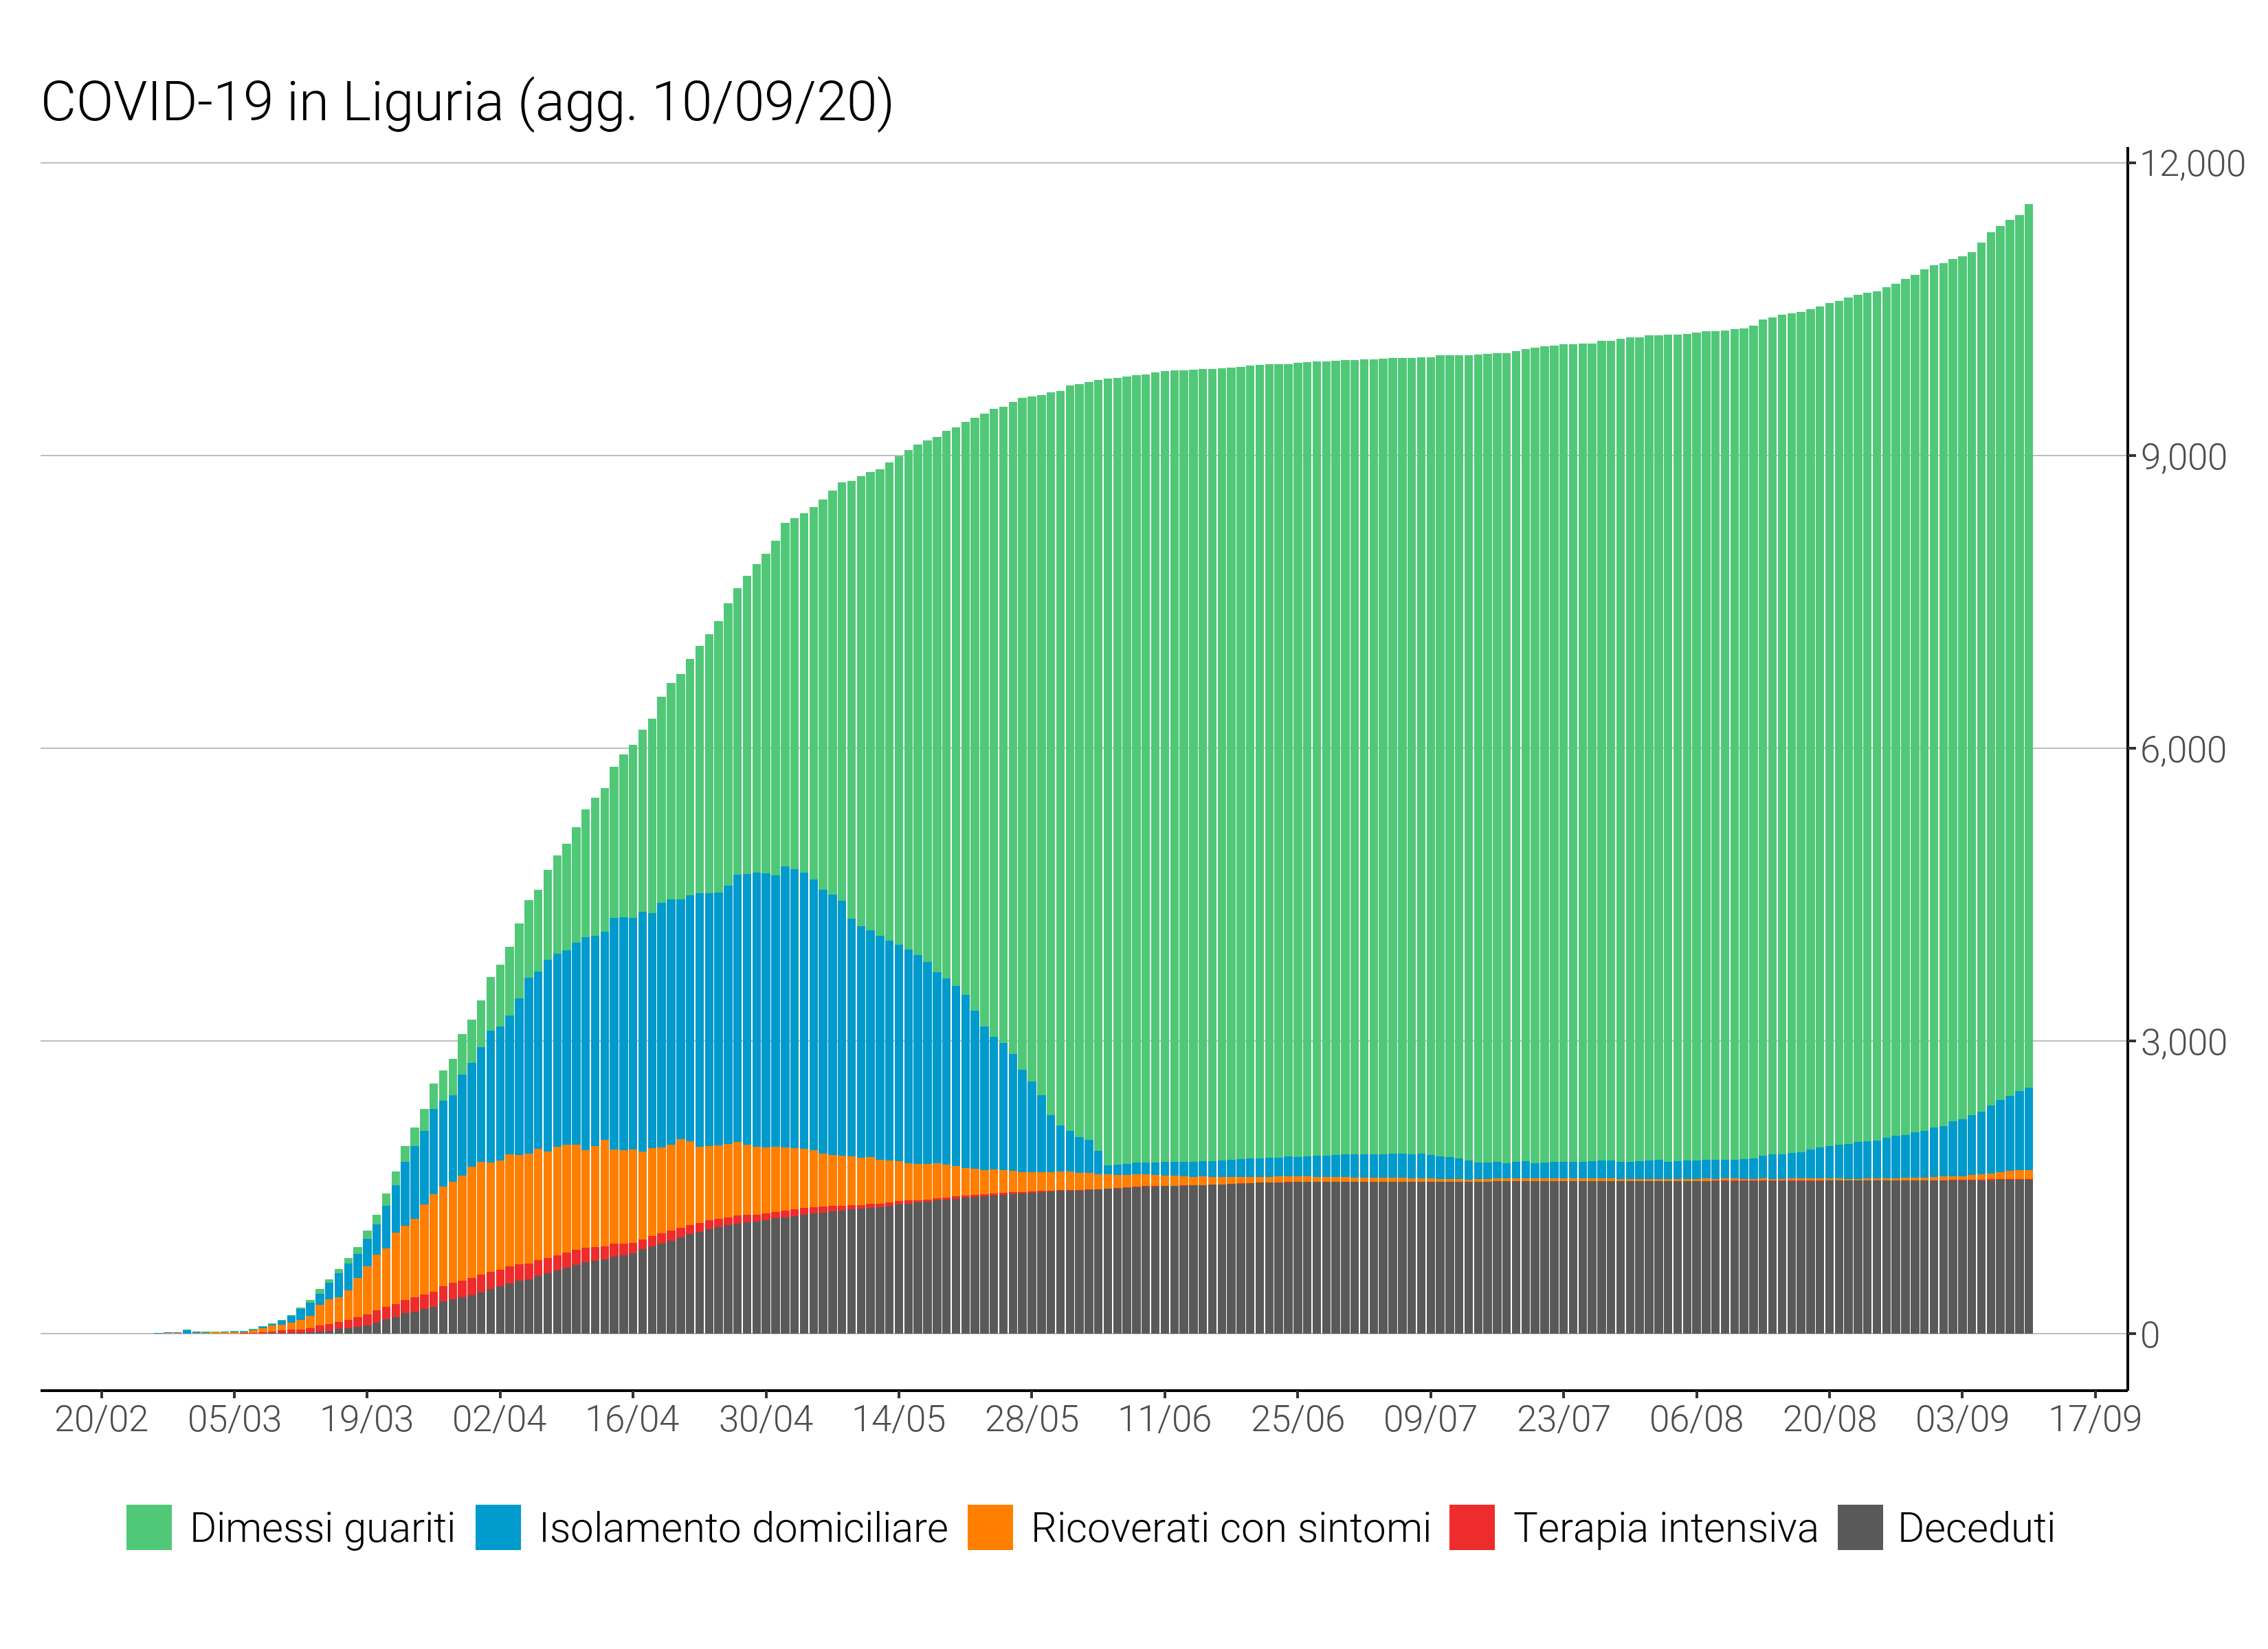 COVID-19 in Liguria (agg. 10/09/20)
12,000
9,000
6,000
3,000
0
20/02 05/03 19/03 02/04 16/04 30/04 14/05 28/05 11/06 25/06 09/07 23/07 06/08 20/08 03/09 17/09
Dimessi guariti Isolamento domiciliare Ricoverati con sintomi Terapia intensiva Deceduti